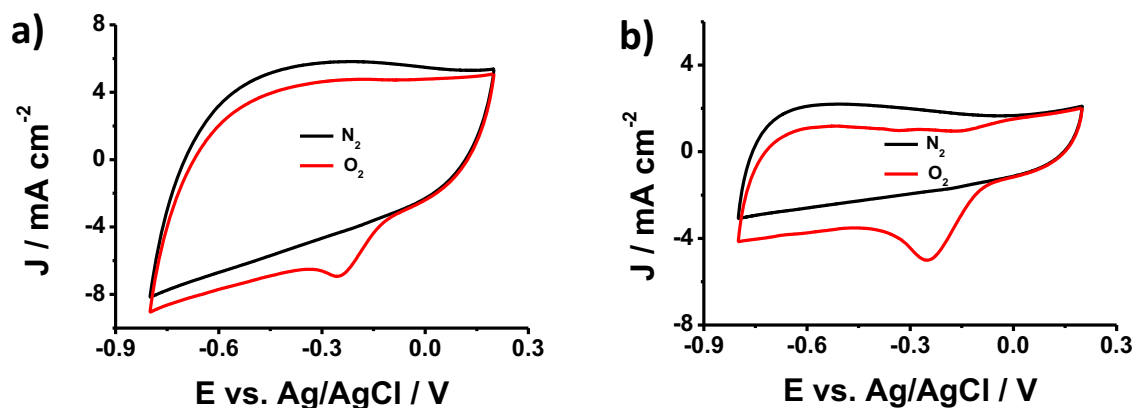 a)
8
4
0
-4
-8
J / mA cm⁻²
N₂
O₂
-0.9
-0.6
-0.3
0.0
0.3
E vs. Ag/AgCl / V
b)
4
0
-4
-8
J / mA cm⁻²
N₂
O₂
-0.9
-0.6
-0.3
0.0
0.3
E vs. Ag/AgCl / V